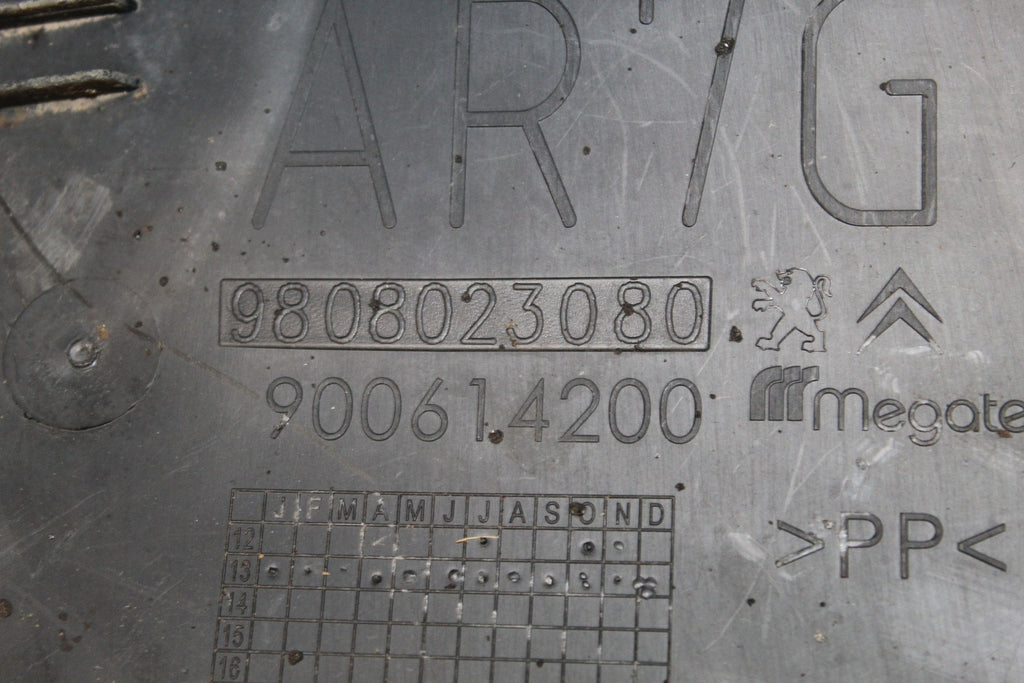 AR/G
9808023080
900614200
Megate
>PP<
J F M A M J J A S O N D
12
13
14
15
16